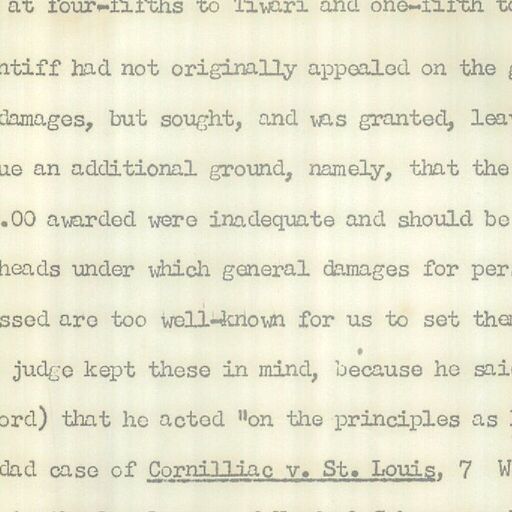 at four-fifths to Tiwari and one-fifth to
ntiff had not originally appealed on the g
damages, but sought, and was granted, leav
ue an additional ground, namely, that the
.00 awarded were inadequate and should be
heads under which general damages for per
ssed are too well-known for us to set them
judge kept these in mind, because he said
ord) that he acted "on the principles as l
dad case of Cornilliac v. St. Louis, 7 W